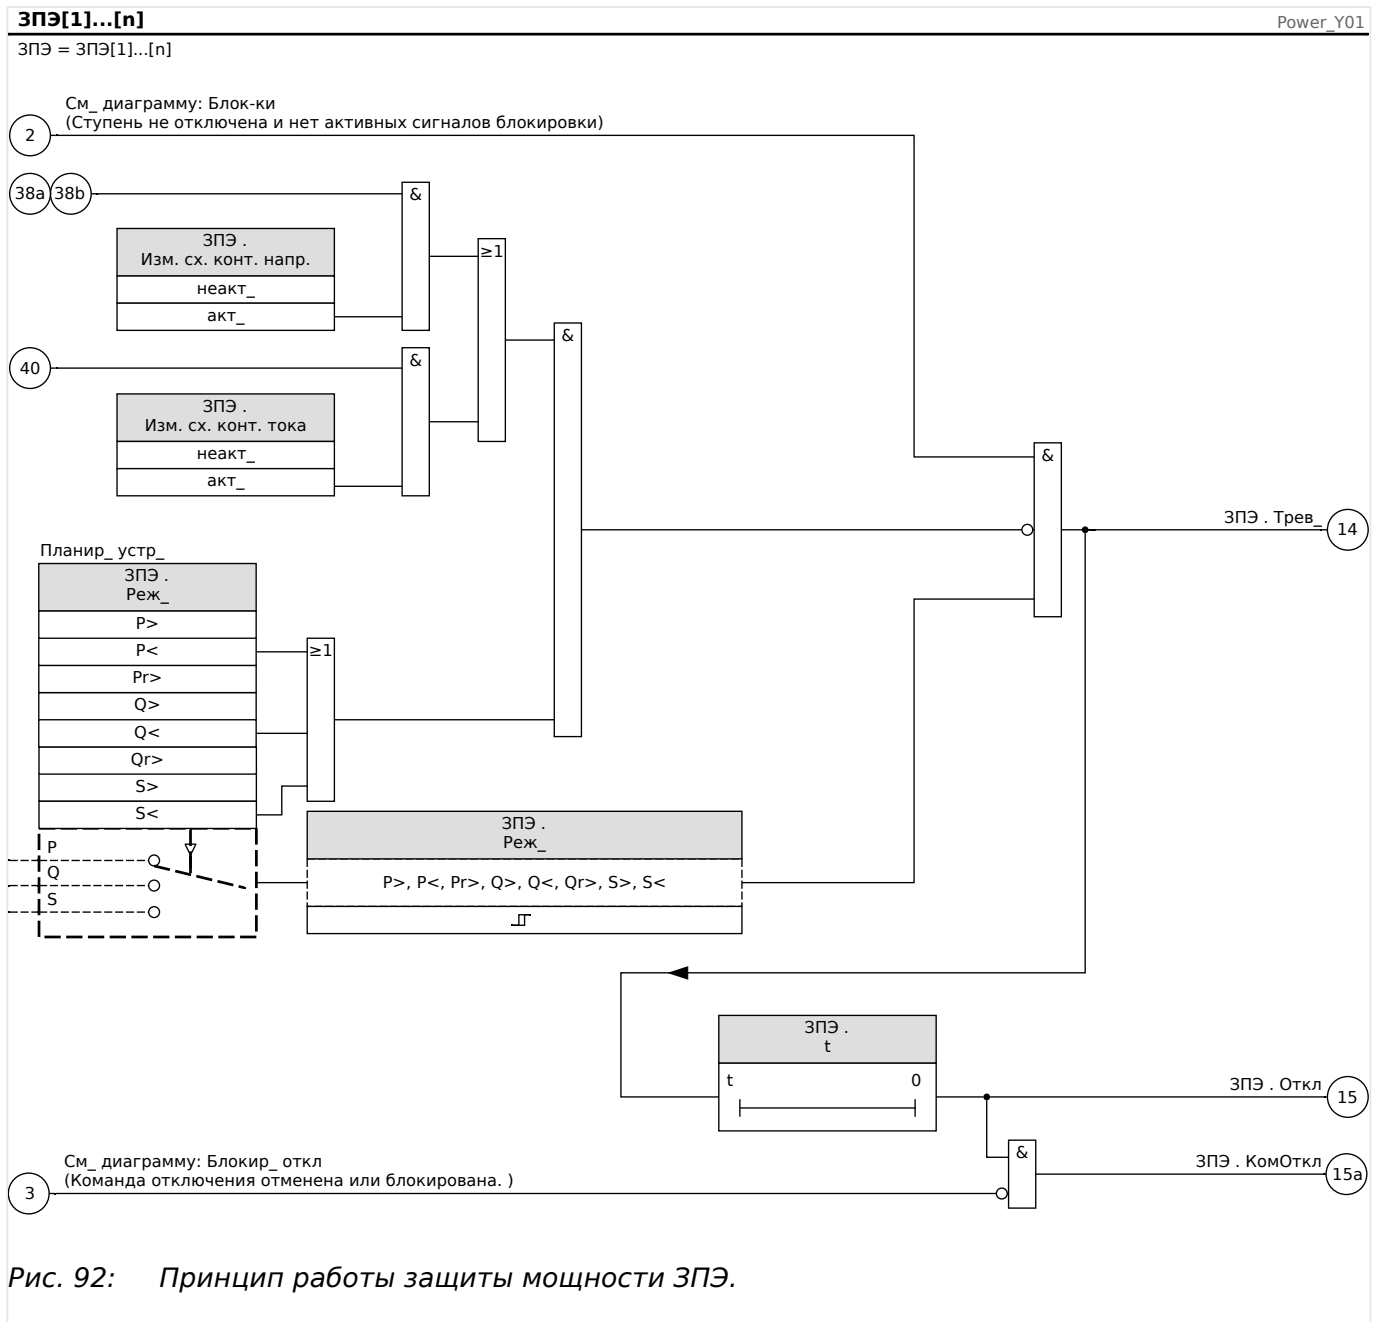 ЗПЭ[1]...[n]
Power_Y01
ЗПЭ = ЗПЭ[1]...[n]
См_ диаграмму: Блок-ки
(Ступень не отключена и нет активных сигналов блокировки)
2
38a 38b
&
ЗПЭ .
Изм. сх. конт. напр.
неакт_
акт_
≥1
&
40
&
ЗПЭ .
Изм. сх. конт. тока
неакт_
акт_
&
ЗПЭ . Трев_
14
Планир_ устр_
ЗПЭ .
Реж_
P>
P<
Pr>
Q>
Q<
Qr>
S>
S<
≥1
P
Q
S
ЗПЭ .
Реж_
P>, P<, Pr>, Q>, Q<, Qr>, S>, S<
ЗПЭ .
t
t 0
ЗПЭ . Откл
15
См_ диаграмму: Блокир_ откл
(Команда отключения отменена или блокирована. )
3
&
ЗПЭ . КомОткл
15a
Рис. 92: Принцип работы защиты мощности ЗПЭ.